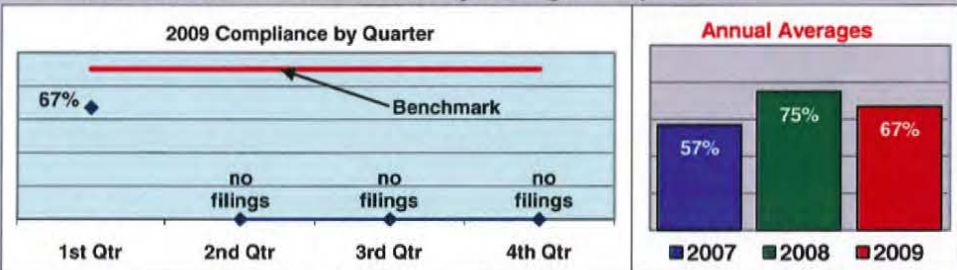 2009 Compliance by Quarter
67%
Benchmark
no filings
no filings
no filings
1st Qtr 2nd Qtr 3rd Qtr 4th Qtr
Annual Averages
57%
75%
67%
2007 2008 2009